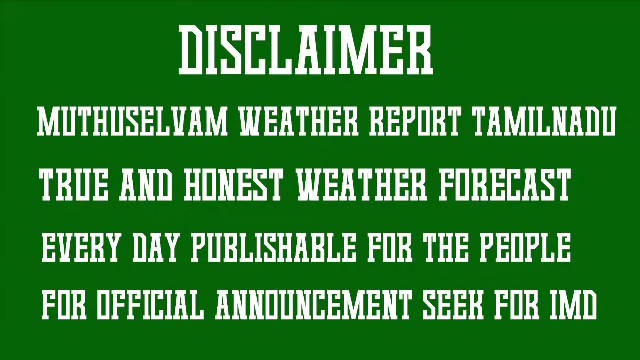 DISCLAIMER
MUTHUSELVAM WEATHER REPORT TAMILNADU
TRUE AND HONEST WEATHER FORECAST
EVERY DAY PUBLISHABLE FOR THE PEOPLE
FOR OFFICIAL ANNOUNCEMENT SEEK FOR IMD